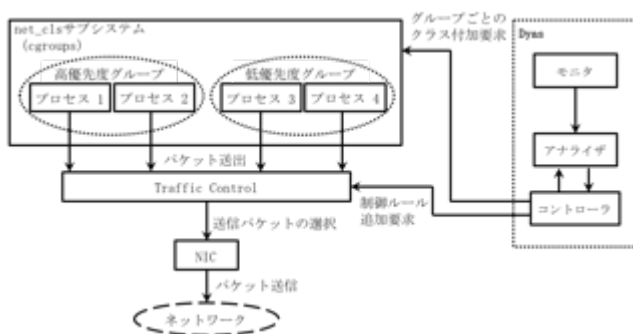 net_clsサブシステム
(cgroups)
高優先度グループ
低優先度グループ
プロセス 1
プロセス 2
プロセス 3
プロセス 4
グループごとの
クラス付加要求
Dyas
モニタ
アナライザ
コントローラ
パケット送出
Traffic Control
制御ルール
追加要求
送信パケットの選択
NIC
パケット送信
ネットワーク